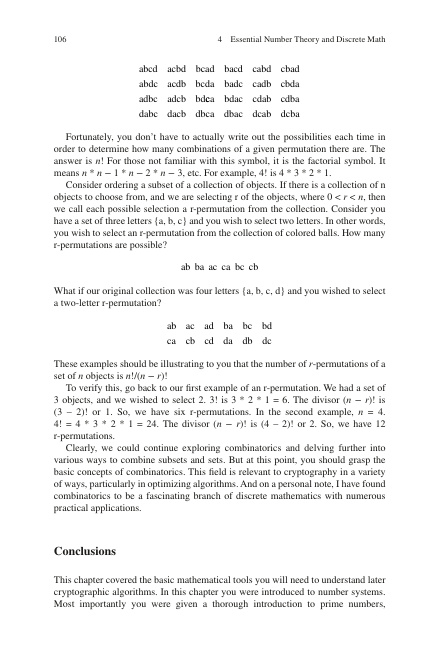 106 4 Essential Number Theory and Discrete Math
abcd acbd bcad bacd cabd cbad
abdc acdb bcda badc cadb cbda
adbc adcb bdca bdac cdab cdba
dabc dacb dbca dbac dcab dcba
Fortunately, you don't have to actually write out the possibilities each time in
order to determine how many combinations of a given permutation there are. The
answer is n! For those not familiar with this symbol, it is the factorial symbol. It
means n * n − 1 * n − 2 * n − 3, etc. For example, 4! is 4 * 3 * 2 * 1.
Consider ordering a subset of a collection of objects. If there is a collection of n
objects to choose from, and we are selecting r of the objects, where 0 < r < n, then
we call each possible selection a r-permutation from the collection. Consider you
have a set of three letters {a, b, c} and you wish to select two letters. In other words,
you wish to select an r-permutation from the collection of colored balls. How many
r-permutations are possible?
ab ba ac ca bc cb
What if our original collection was four letters {a, b, c, d} and you wished to select
a two-letter r-permutation?
ab ac ad ba bc bd
ca cb cd da db dc
These examples should be illustrating to you that the number of r-permutations of a
set of n objects is n!/(n − r)!
To verify this, go back to our first example of an r-permutation. We had a set of
3 objects, and we wished to select 2. 3! is 3 * 2 * 1 = 6. The divisor (n − r)! is
(3 − 2)! or 1. So, we have six r-permutations. In the second example, n = 4.
4! = 4 * 3 * 2 * 1 = 24. The divisor (n − r)! is (4 − 2)! or 2. So, we have 12
r-permutations.
Clearly, we could continue exploring combinatorics and delving further into
various ways to combine subsets and sets. But at this point, you should grasp the
basic concepts of combinatorics. This field is relevant to cryptography in a variety
of ways, particularly in optimizing algorithms. And on a personal note, I have found
combinatorics to be a fascinating branch of discrete mathematics with numerous
practical applications.
Conclusions
This chapter covered the basic mathematical tools you will need to understand later
cryptographic algorithms. In this chapter you were introduced to number systems.
Most importantly you were given a thorough introduction to prime numbers,